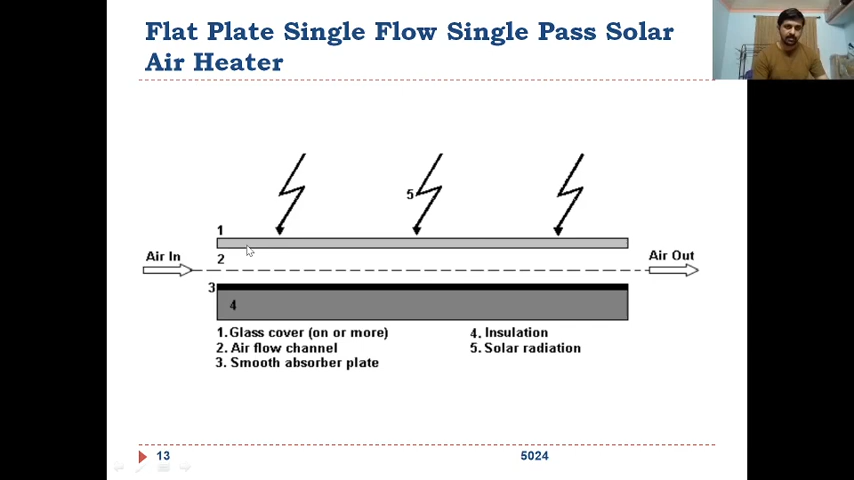 Flat Plate Single Flow Single Pass Solar
Air Heater
5
1
Air In
2
Air Out
3
4
1. Glass cover (on or more)
2. Air flow channel
3. Smooth absorber plate
4. Insulation
5. Solar radiation
13
5024